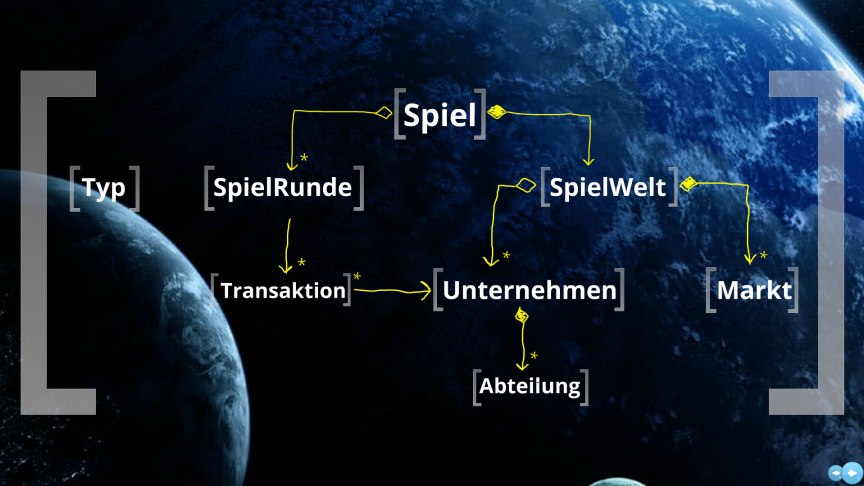 [Spiel]
*
[Typ] [SpielRunde] [SpielWelt]
* * *
[Transaktion] * [Unternehmen] [Markt]
*
[Abteilung]